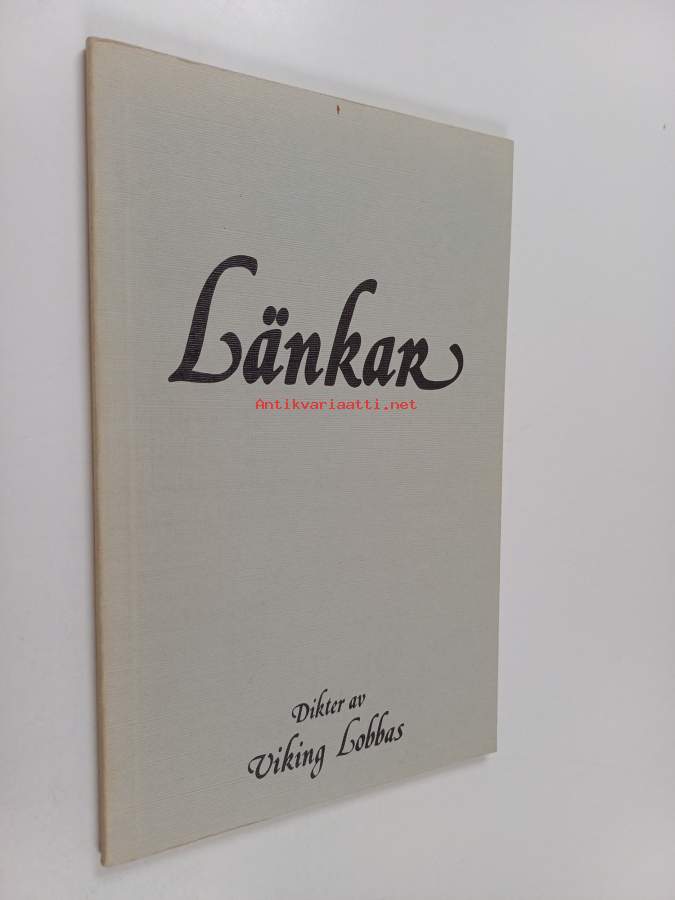 Länkar
Antikvariaatti.net
Dikter av
Viking Lobbas